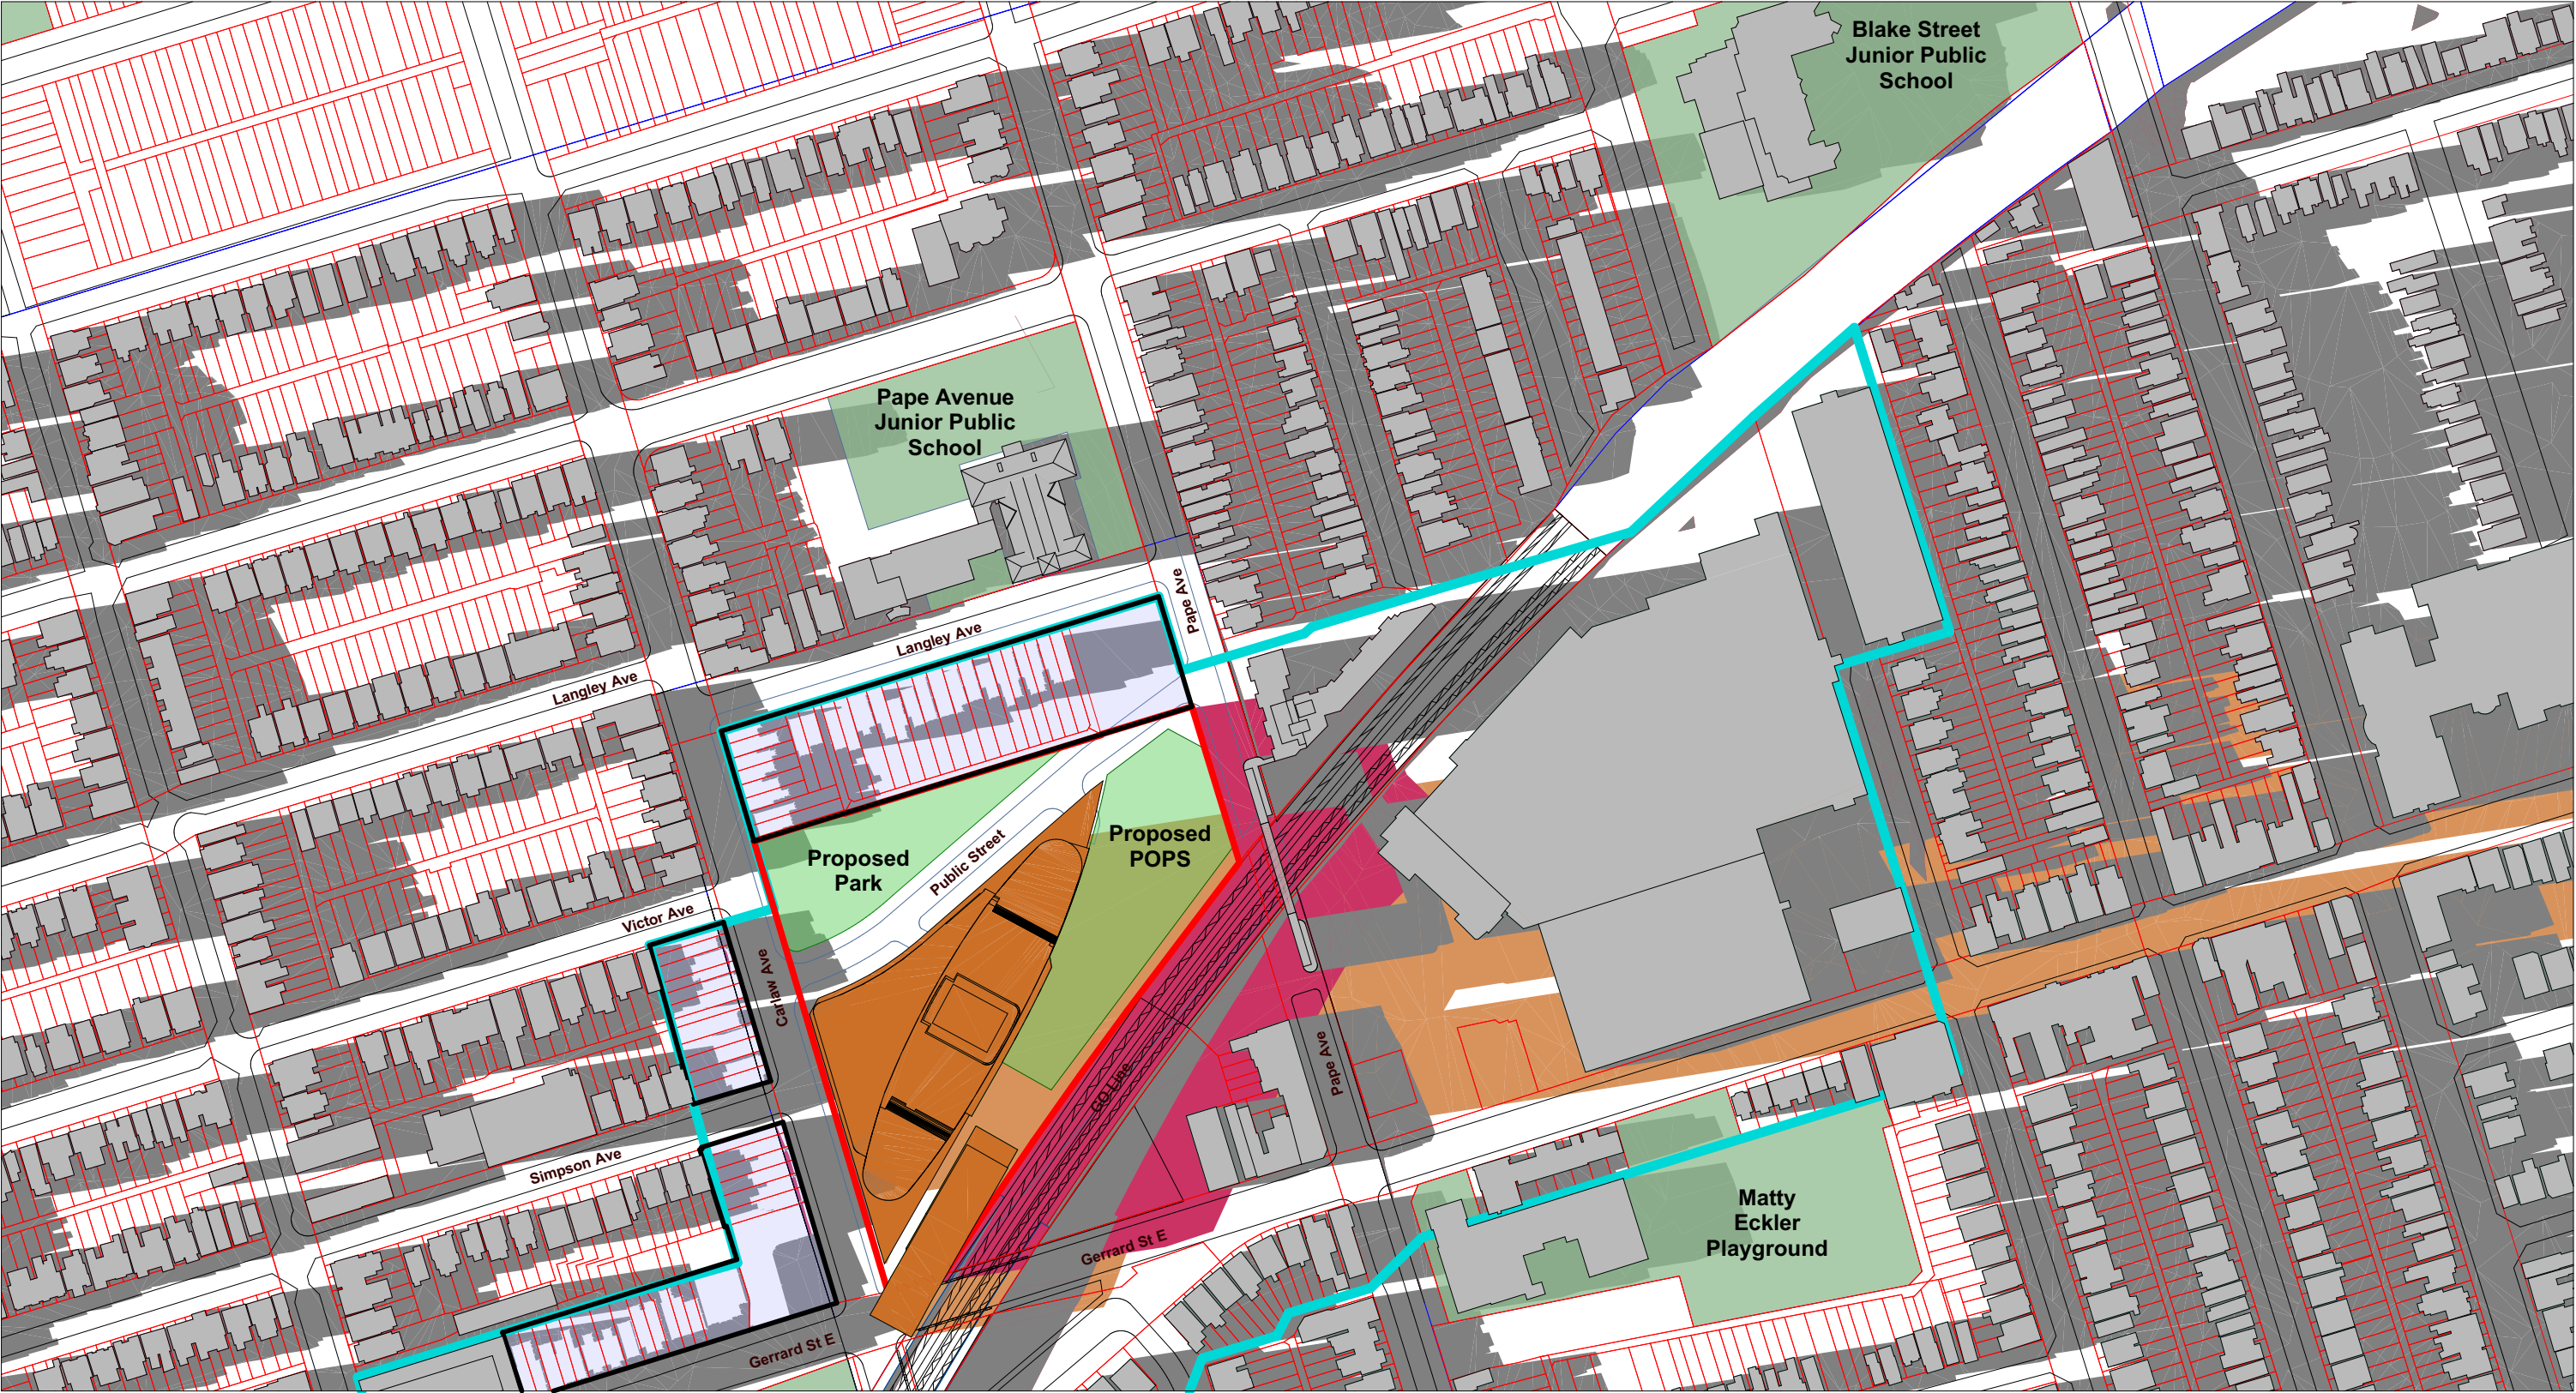 Blake Street
Junior Public
School
Pape Avenue
Junior Public
School
Pape Ave
Langley Ave
Langley Ave
Proposed
POPS
Proposed
Park
Public Street
Victor Ave
Carlaw Ave
Pape Ave
GO Line
Simpson Ave
Matty
Eckler
Playground
Gerrard St E
Gerrard St E